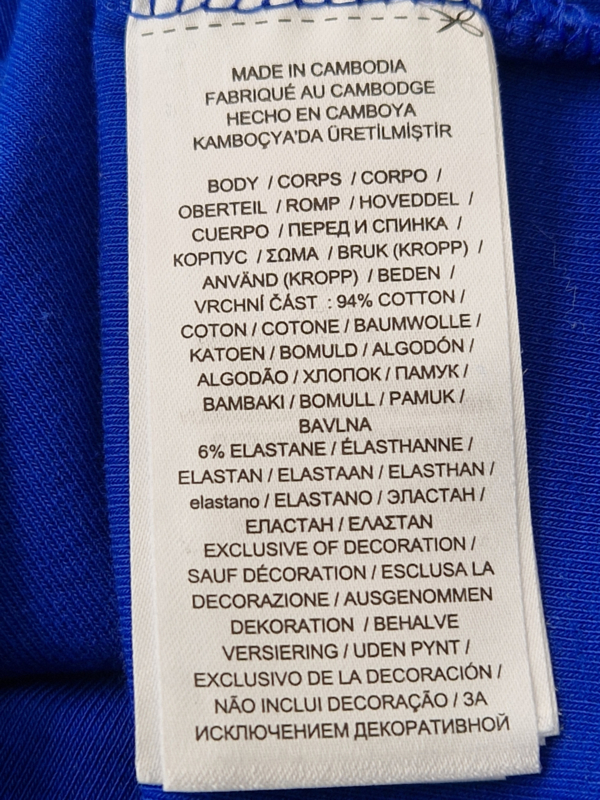 MADE IN CAMBODIA
FABRIQUÉ AU CAMBODGE
HECHO EN CAMBOYA
KAMBOÇYA'DA ÜRETİLMİŞTİR
BODY / CORPS / CORPO /
OBERTEIL / ROMP / HOVEDDEL /
CUERPO / ПЕРЕД И СПИНКА /
КОРПУС / ΣΩΜΑ / BRUK (KROPP) /
ANVÄND (KROPP) / BEDEN /
VRCHNÍ ČÁST : 94% COTTON /
COTON / COTONE / BAUMWOLLE /
KATOEN / BOMULD / ALGODÓN /
ALGODÃO / ХЛОПОК / ПАМУК /
BAMBAKI / BOMULL / PAMUK /
BAVLNA
6% ELASTANE / ÉLASTHANNE /
ELASTAN / ELASTAAN / ELASTHAN /
elastano / ELASTANO / ЭЛАСТАН /
ЕЛАСТАН / ΕΛΑΣΤΑΝ
EXCLUSIVE OF DECORATION /
SAUF DÉCORATION / ESCLUSA LA
DECORAZIONE / AUSGENOMMEN
DEKORATION / BEHALVE
VERSIERING / UDEN PYNT /
EXCLUSIVO DE LA DECORACIÓN /
NÃO INCLUI DECORAÇÃO / ЗА
ИСКЛЮЧЕНИЕМ ДЕКОРАТИВНОЙ